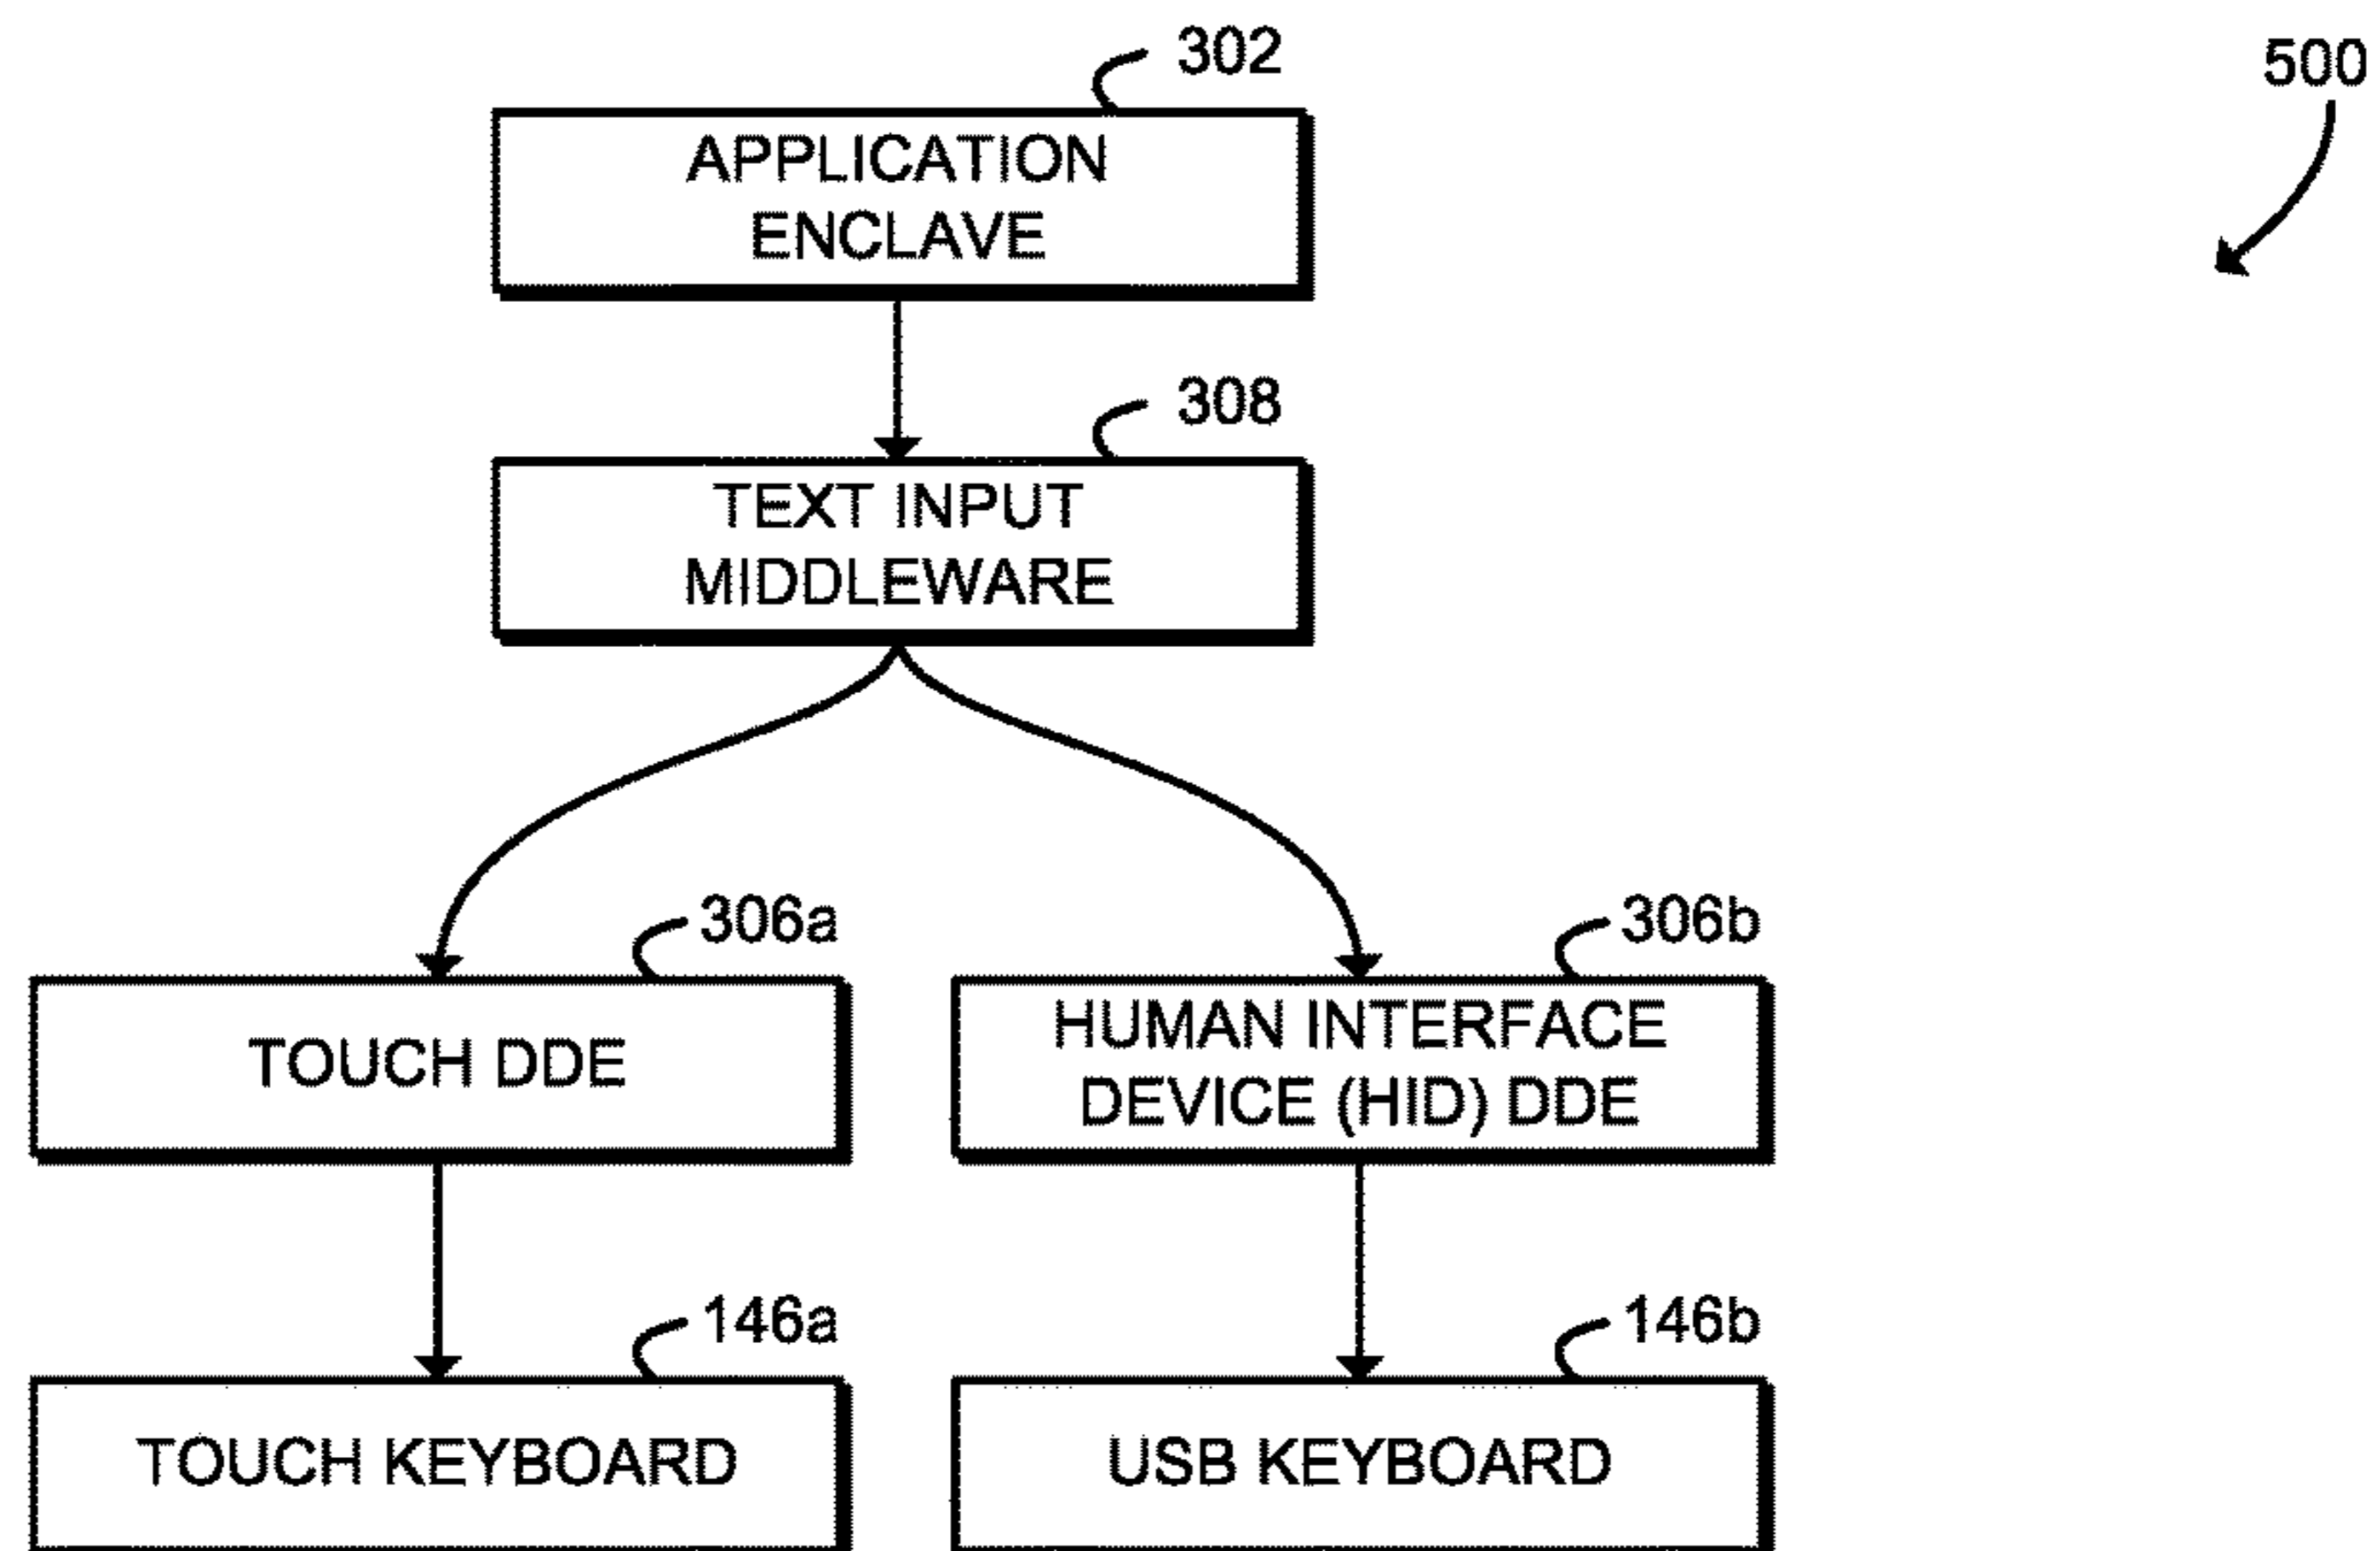 302
500
APPLICATION
ENCLAVE
308
TEXT INPUT
MIDDLEWARE
306a
306b
TOUCH DDE
HUMAN INTERFACE
DEVICE (HID) DDE
146a
146b
TOUCH KEYBOARD
USB KEYBOARD